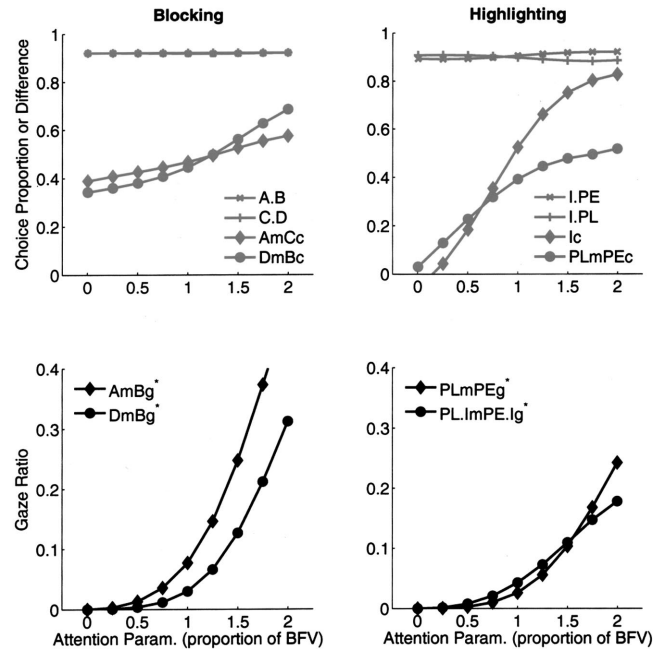 Blocking
Highlighting
Choice Proportion or Difference
1
0.8
0.6
0.4
0.2
0
A.B
C.D
AmCc
DmBc
0 0.5 1 1.5 2
1
0.8
0.6
0.4
0.2
0
I.PE
I.PL
Ic
PLmPEc
0 0.5 1 1.5 2
Gaze Ratio
0.4
0.3
0.2
0.1
0
AmBg*
DmBg*
0 0.5 1 1.5 2
Attention Param. (proportion of BFV)
0.4
0.3
0.2
0.1
0
PLmPEg*
PL.ImPE.Ig*
0 0.5 1 1.5 2
Attention Param. (proportion of BFV)